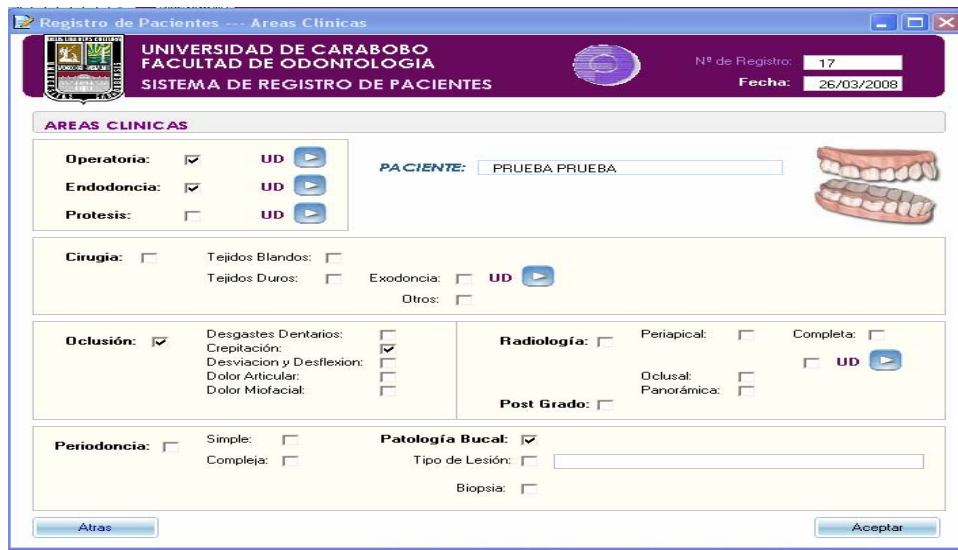 Registro de Pacientes --- Areas Clinicas
UNIVERSIDAD DE CARABOBO
FACULTAD DE ODONTOLOGIA
SISTEMA DE REGISTRO DE PACIENTES
Nº de Registro: 17
Fecha: 26/03/2008
AREAS CLINICAS
Operatoria: UD
Endodoncia: UD
Protesis: UD
PACIENTE: PRUEBA PRUEBA
Cirugia: Tejidos Blandos:
Tejidos Duros: Exodoncia: UD
Otros:
Oclusión: Desgastes Dentarios:
Crepitación:
Desviacion y Desflexion:
Dolor Articular:
Dolor Miofacial:
Radiología: Periapical: Completa:
UD
Oclusal:
Panorámica:
Post Grado:
Periodoncia: Simple:
Compleja:
Patología Bucal:
Tipo de Lesión:
Biopsia:
Atras Aceptar